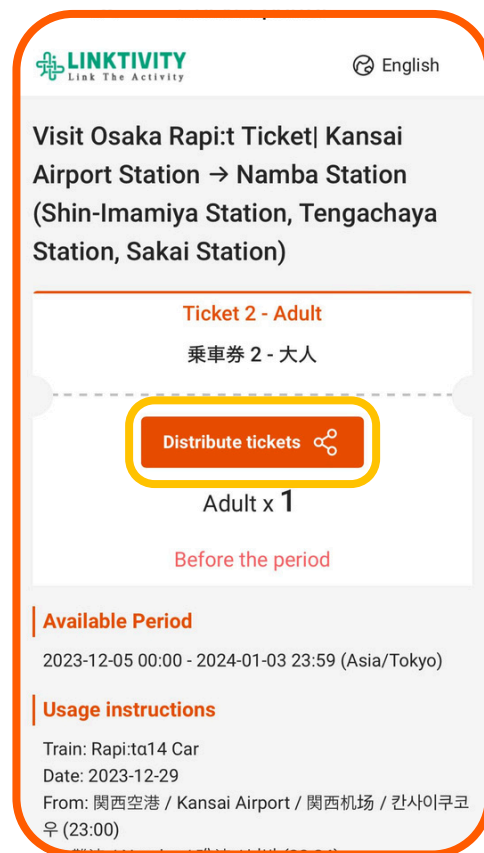 LINKTIVITY
Link The Activity
English
Visit Osaka Rapi:t Ticket| Kansai
Airport Station → Namba Station
(Shin-Imamiya Station, Tengachaya
Station, Sakai Station)
Ticket 2 - Adult
乗車券 2 - 大人
Distribute tickets
Adult x 1
Before the period
Available Period
2023-12-05 00:00 - 2024-01-03 23:59 (Asia/Tokyo)
Usage instructions
Train: Rapi:tα14 Car
Date: 2023-12-29
From: 関西空港 / Kansai Airport / 関西机场 / 칸사이쿠코
우 (23:00)